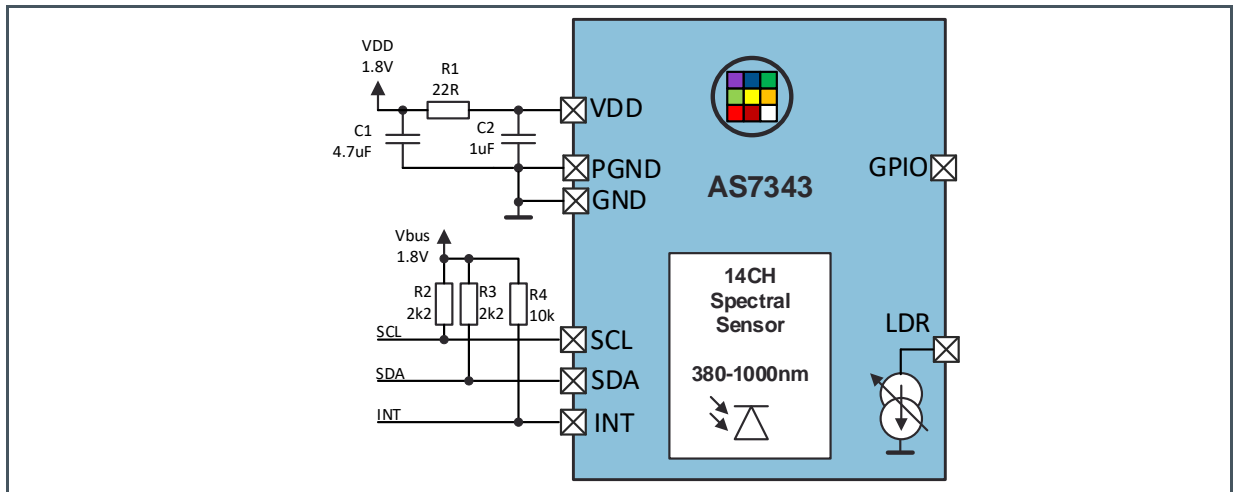 VDD
1.8V
R1
22R
C1
4.7uF
C2
1uF
VDD
PGND
GND
AS7343
GPIO
Vbus
1.8V
R2
2k2
R3
2k2
R4
10k
SCL
SDA
INT
SCL
SDA
INT
14CH
Spectral
Sensor
380-1000nm
LDR